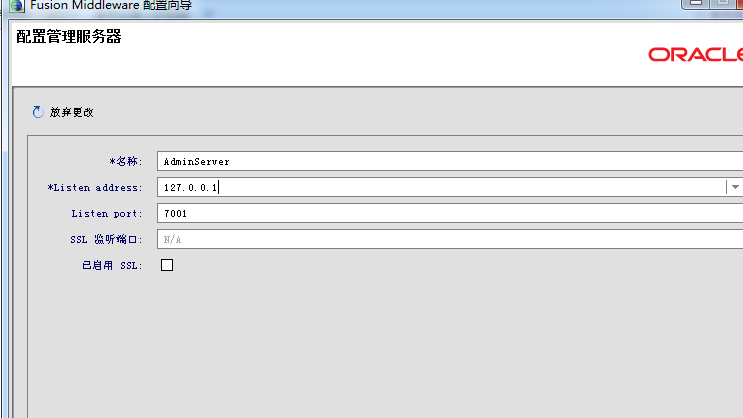 Fusion Middleware 配置向导
配置管理服务器
ORACLE
放弃更改
*名称: AdminServer
*Listen address: 127.0.0.1
Listen port: 7001
SSL 监听端口: N/A
已启用 SSL: